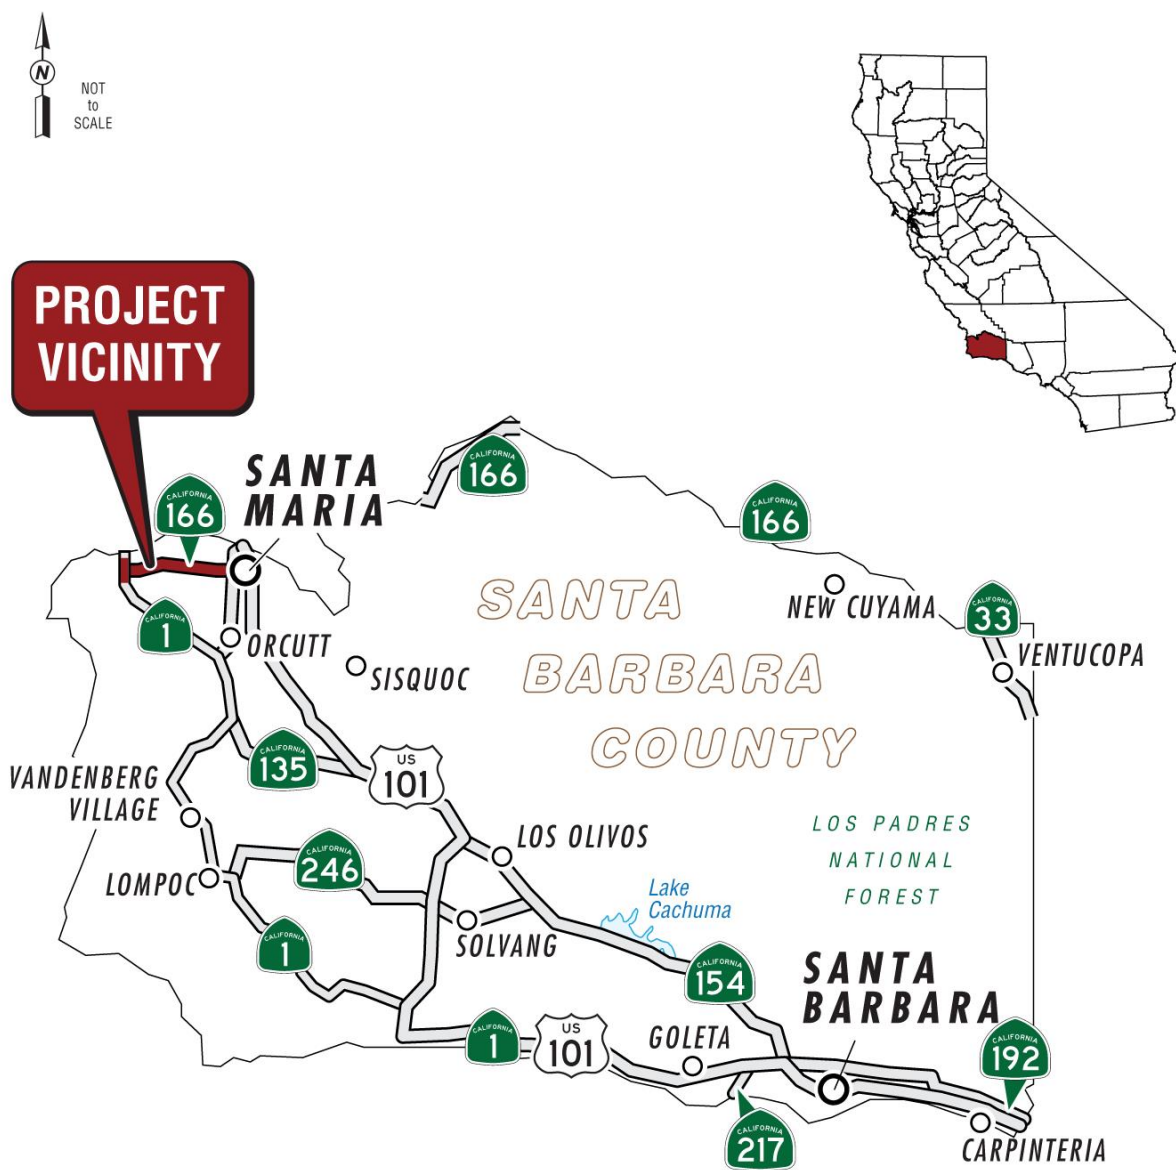 N
NOT
to
SCALE
PROJECT
VICINITY
SANTA
MARIA
CALIFORNIA
166
CALIFORNIA
166
CALIFORNIA
166
SANTA
BARBARA
COUNTY
NEW CUYAMA
CALIFORNIA
33
VENTUCOPA
CALIFORNIA
1
ORCUTT
SISQUOC
CALIFORNIA
135
US
101
VANDENBERG
VILLAGE
LOS OLIVOS
LOS PADRES
NATIONAL
FOREST
CALIFORNIA
246
LOMPOC
Lake
Cachuma
SOLVANG
CALIFORNIA
1
CALIFORNIA
154
SANTA
BARBARA
CALIFORNIA
1
US
101
GOLETA
CALIFORNIA
192
CALIFORNIA
217
CARPINTERIA